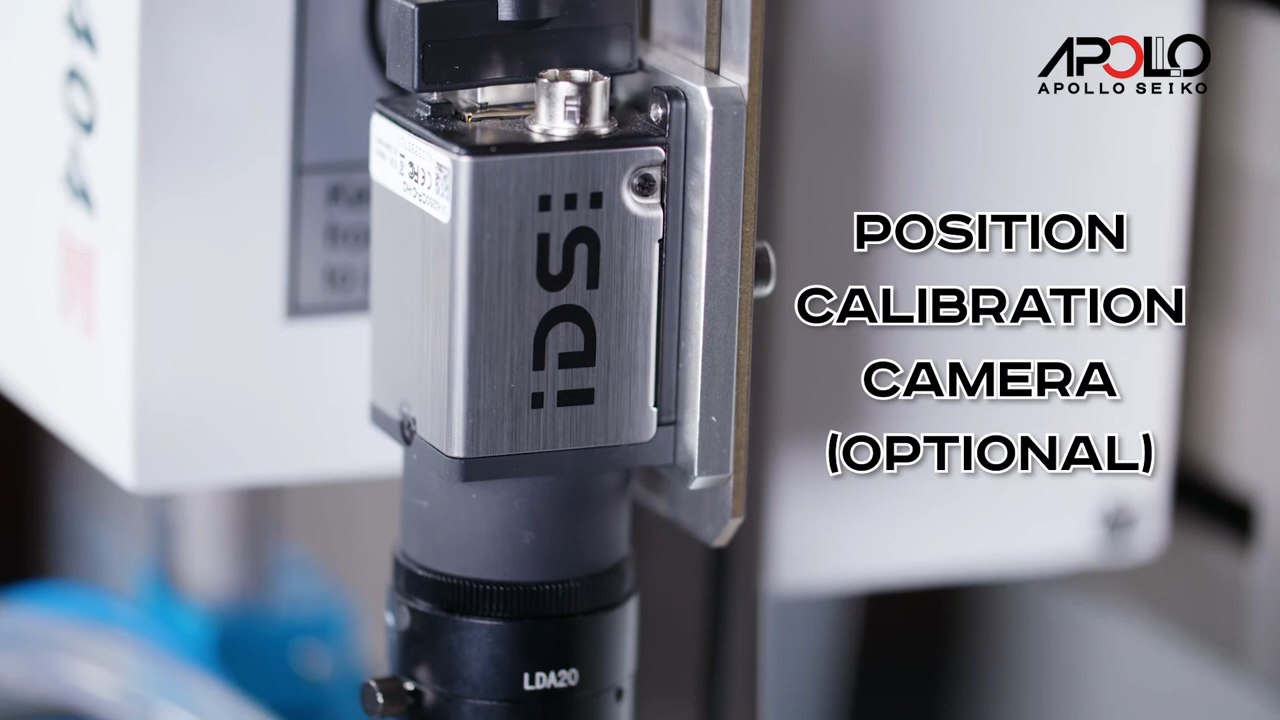 APOLLO
APOLLO SEIKO
POSITION
CALIBRATION
CAMERA
(OPTIONAL)
iDS
LDA20